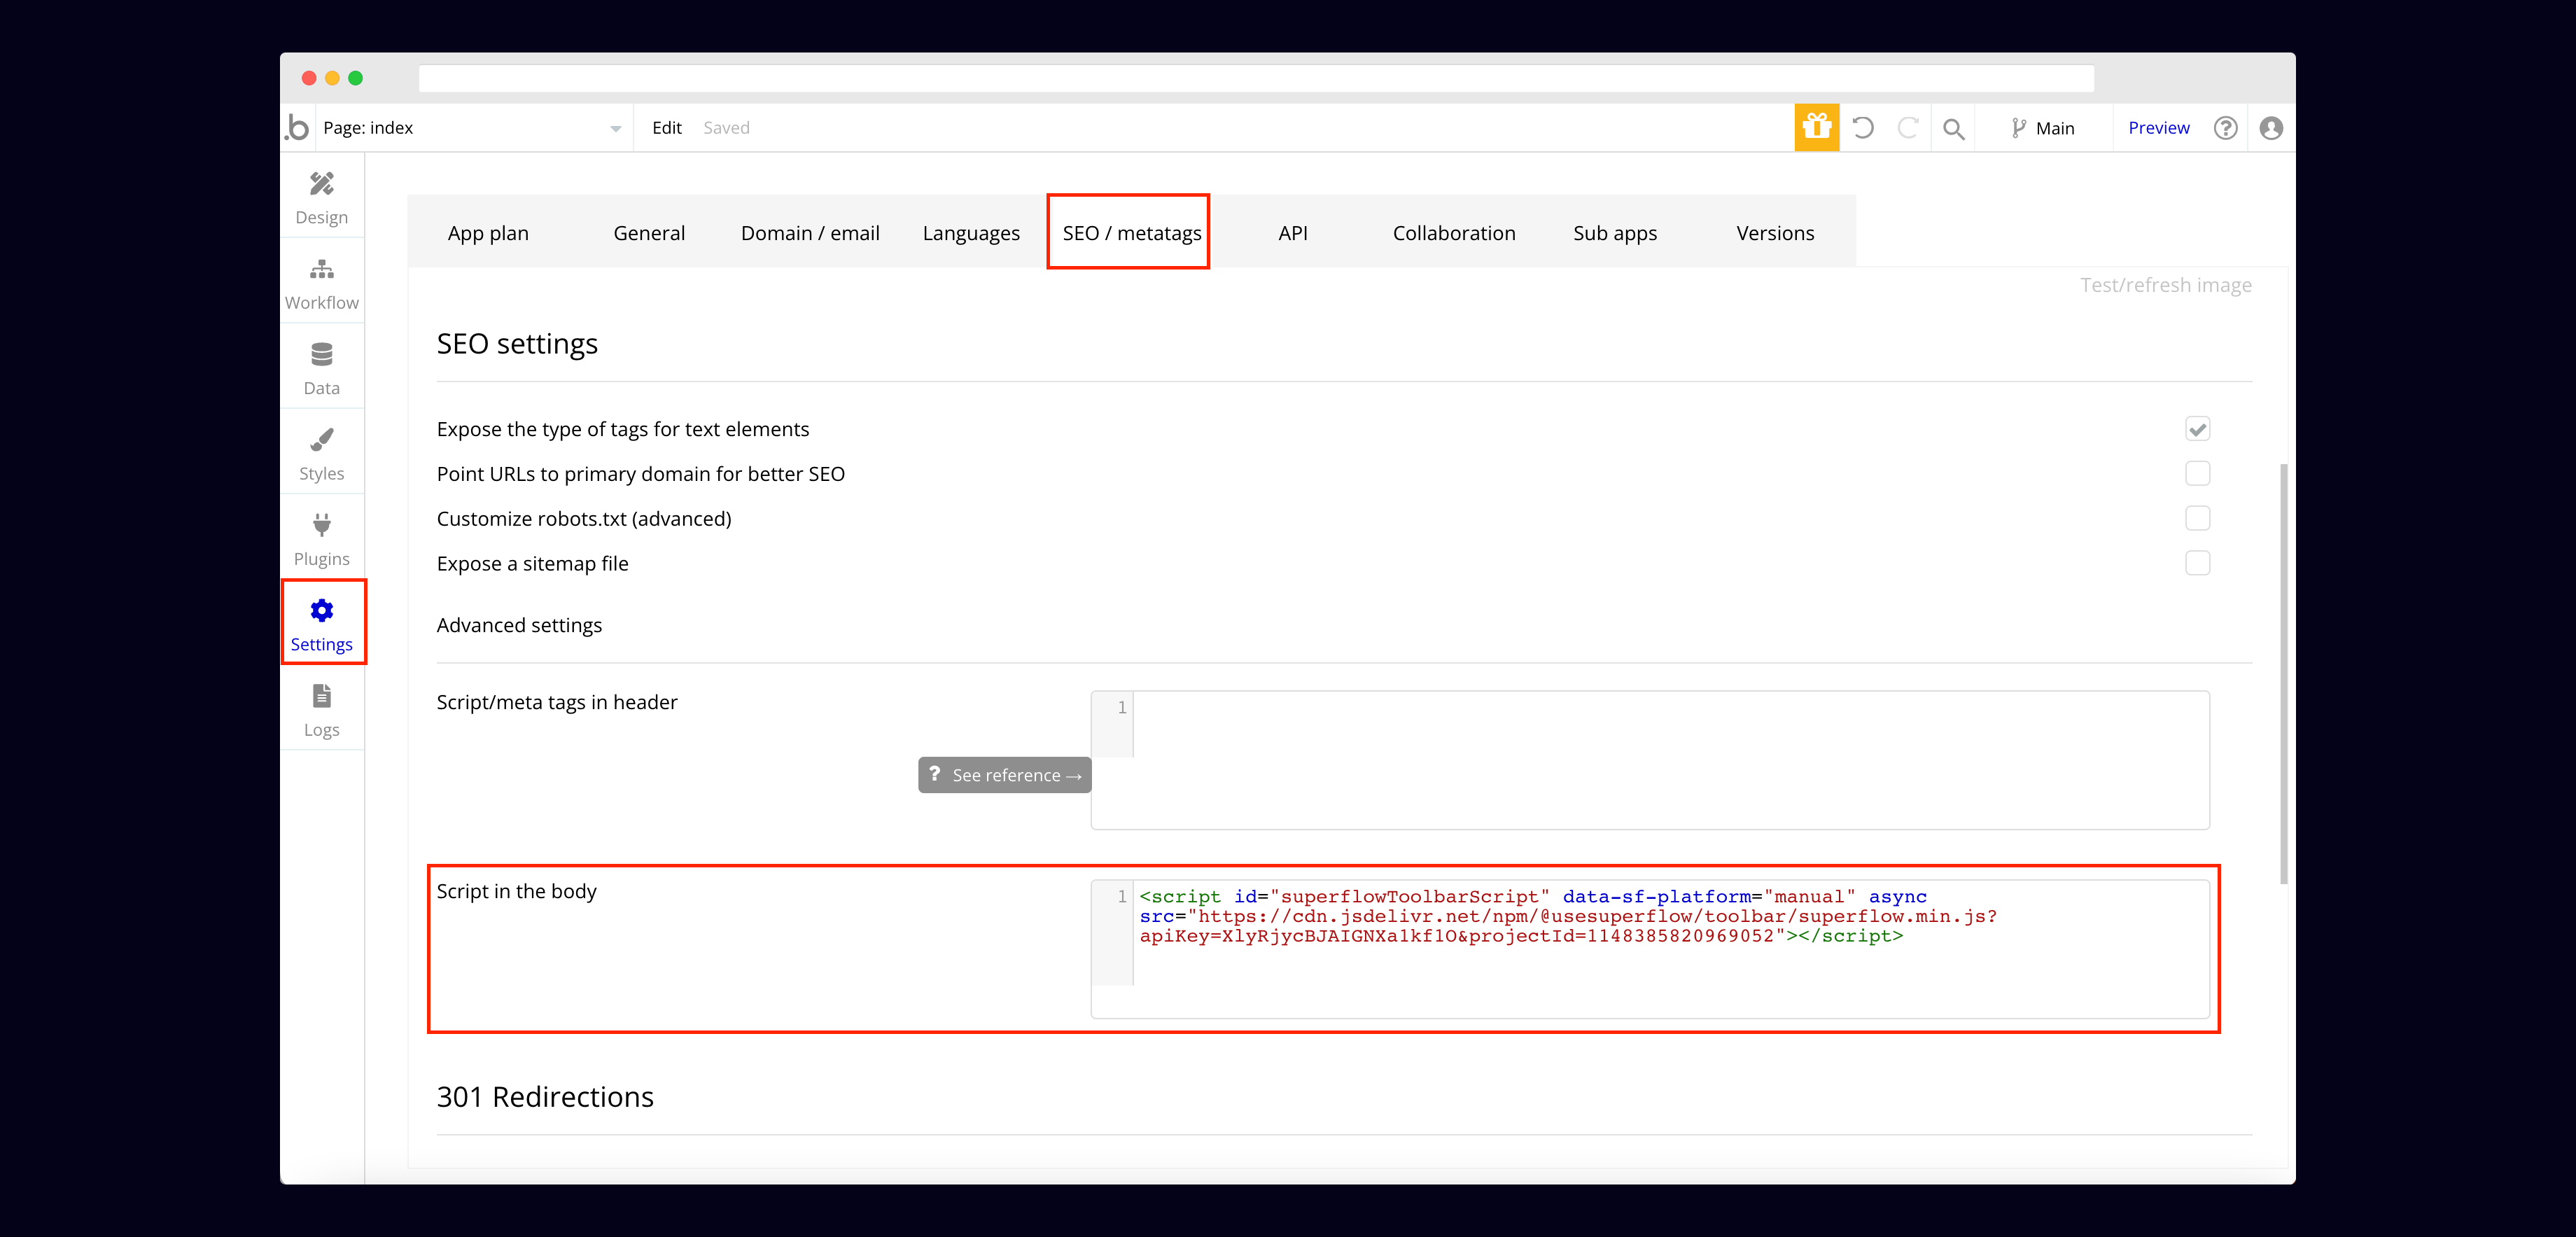 .b Page: index Edit Saved Main Preview ?
Design
Workflow
Data
Styles
Plugins
Settings
Logs
App plan General Domain / email Languages SEO / metatags API Collaboration Sub apps Versions
Test/refresh image
SEO settings
Expose the type of tags for text elements
Point URLs to primary domain for better SEO
Customize robots.txt (advanced)
Expose a sitemap file
Advanced settings
Script/meta tags in header
1
? See reference →
Script in the body
1 <script id="superflowToolbarScript" data-sf-platform="manual" async
src="https://cdn.jsdelivr.net/npm/@usesuperflow/toolbar/superflow.min.js?
apiKey=XlyRjycBJAIGNXa1kf1O&projectId=1148385820969052"></script>
301 Redirections